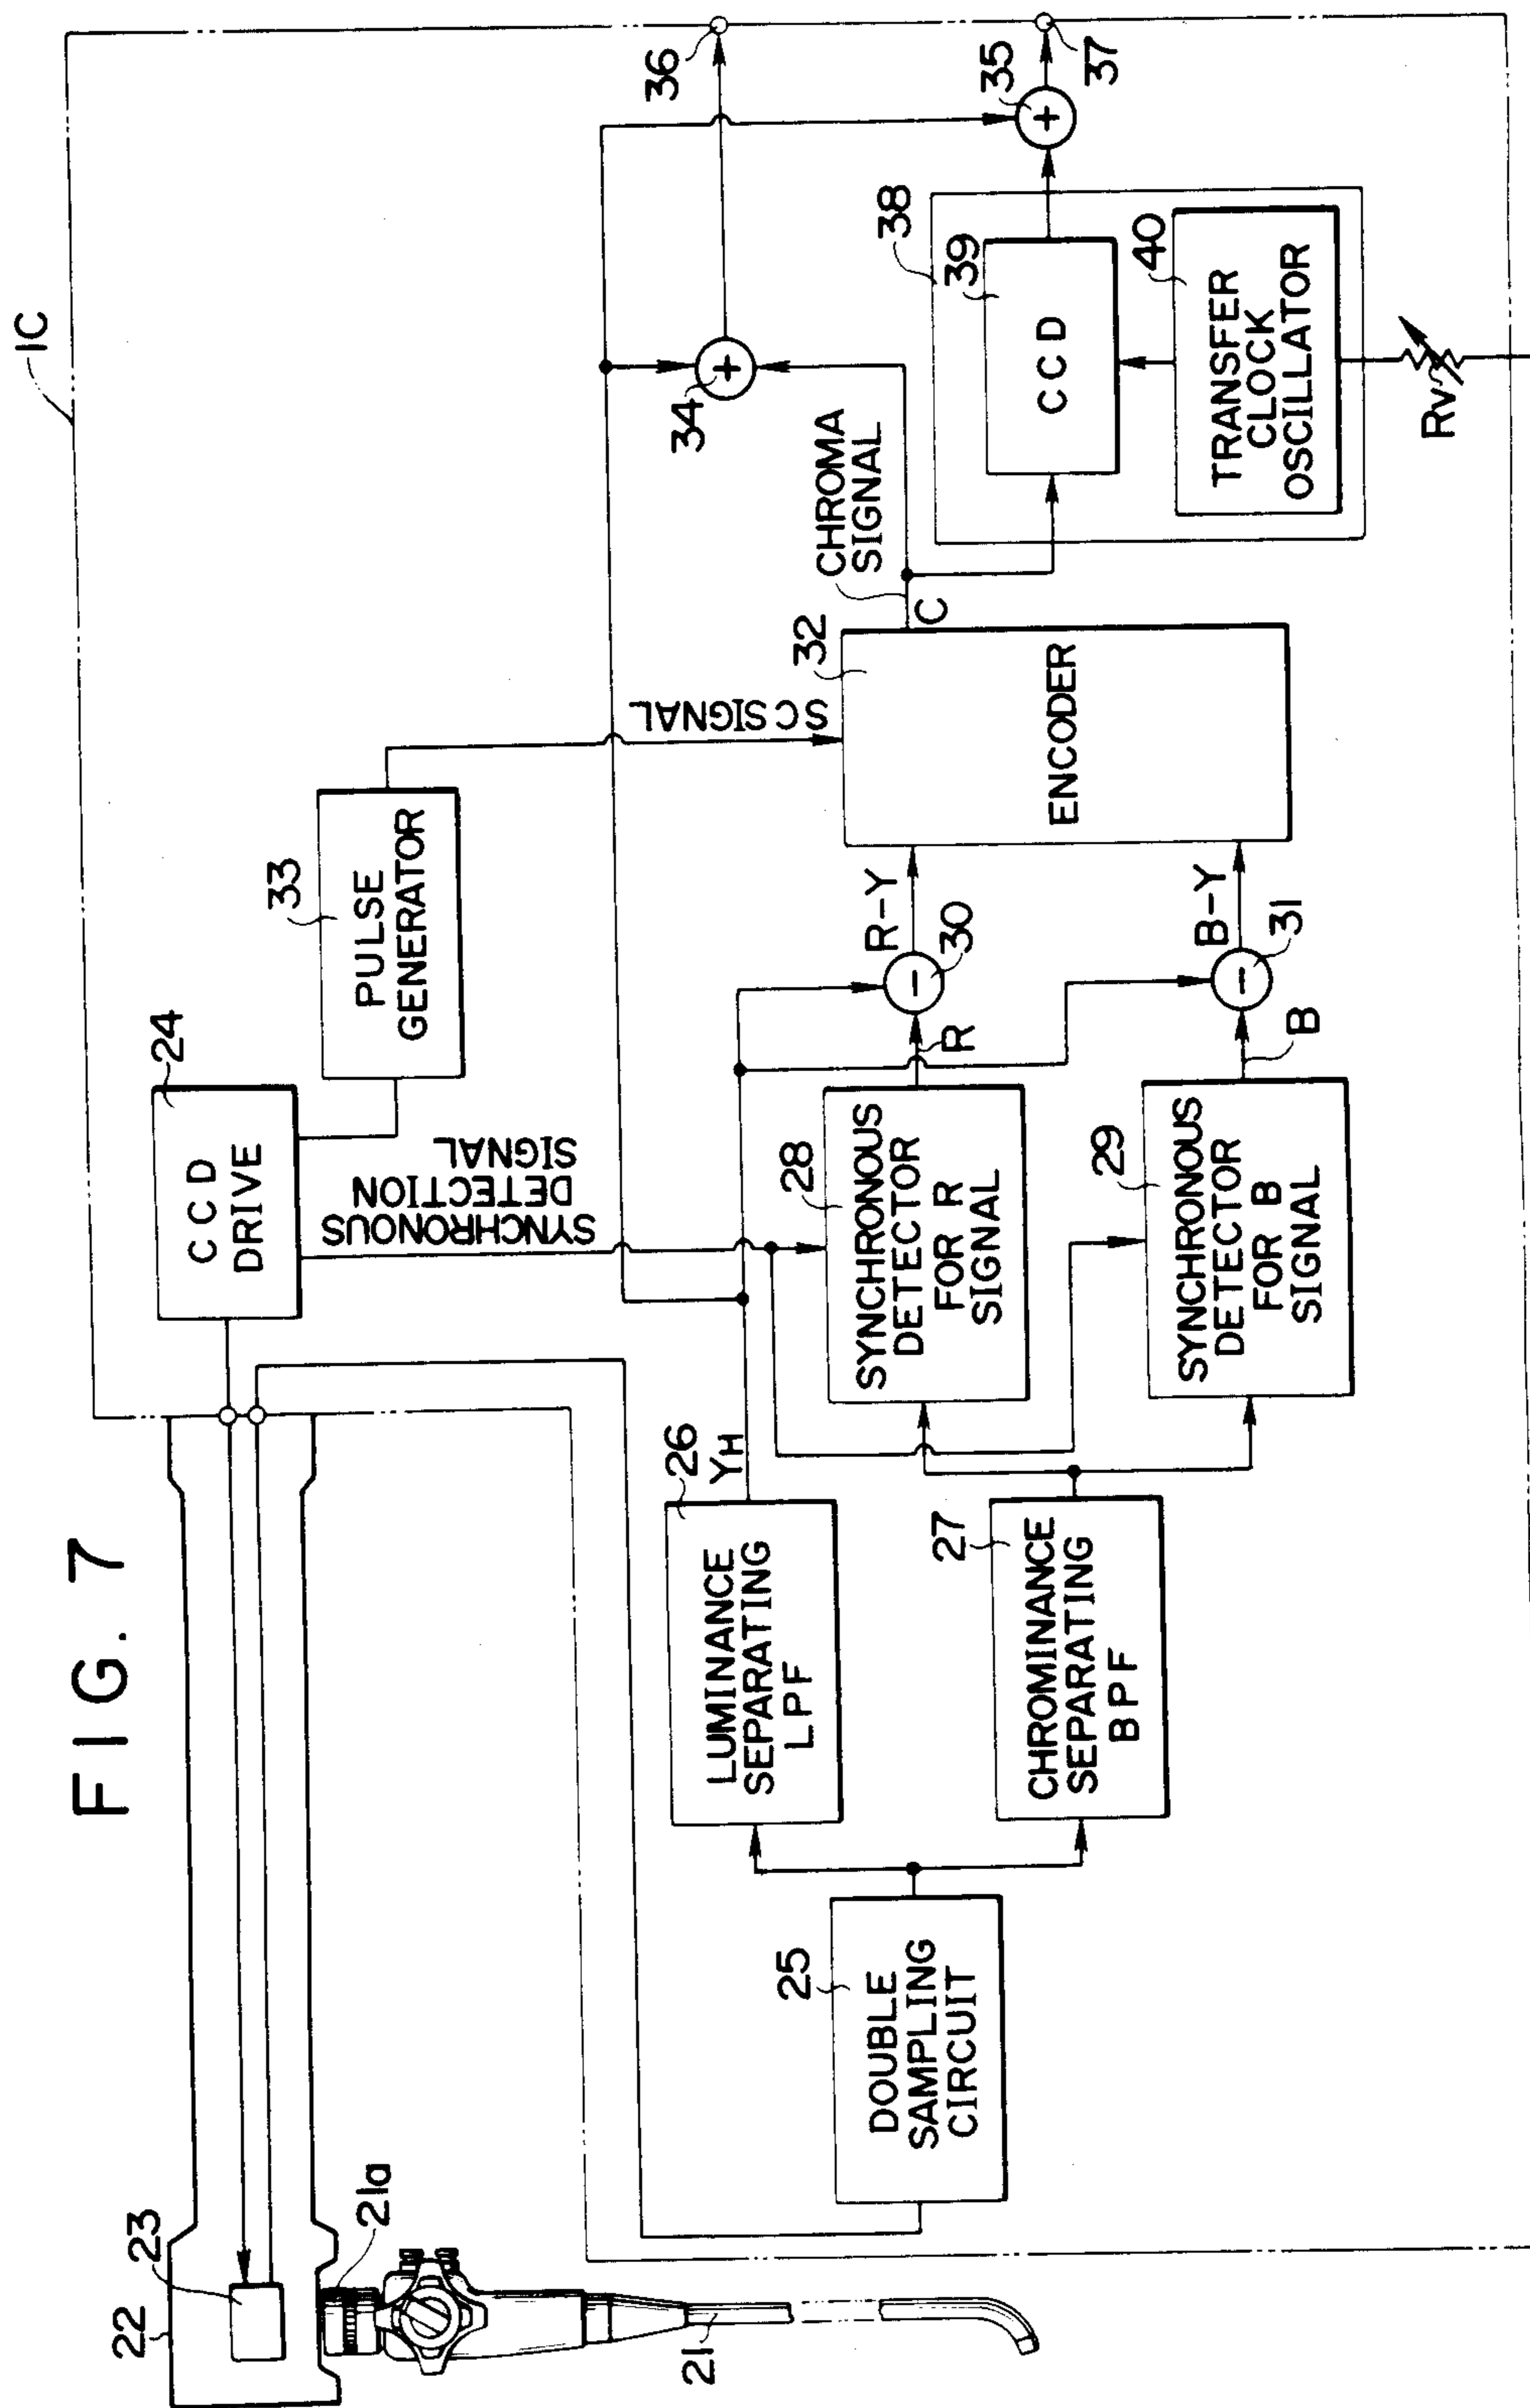 FIG. 7
1C
22
23
21a
21
24
CCD
DRIVE
33
PULSE
GENERATOR
SYNCHRONOUS
DETECTION
SIGNAL
SC SIGNAL
25
DOUBLE
SAMPLING
CIRCUIT
26
YH
LUMINANCE
SEPARATING
LPF
27
CHROMINANCE
SEPARATING
BPF
28
SYNCHRONOUS
DETECTOR
FOR R
SIGNAL
29
SYNCHRONOUS
DETECTOR
FOR B
SIGNAL
R
30
R-Y
B
31
B-Y
32
ENCODER
C
CHROMA
SIGNAL
34
36
35
37
38
39
CCD
40
TRANSFER
CLOCK
OSCILLATOR
Rv